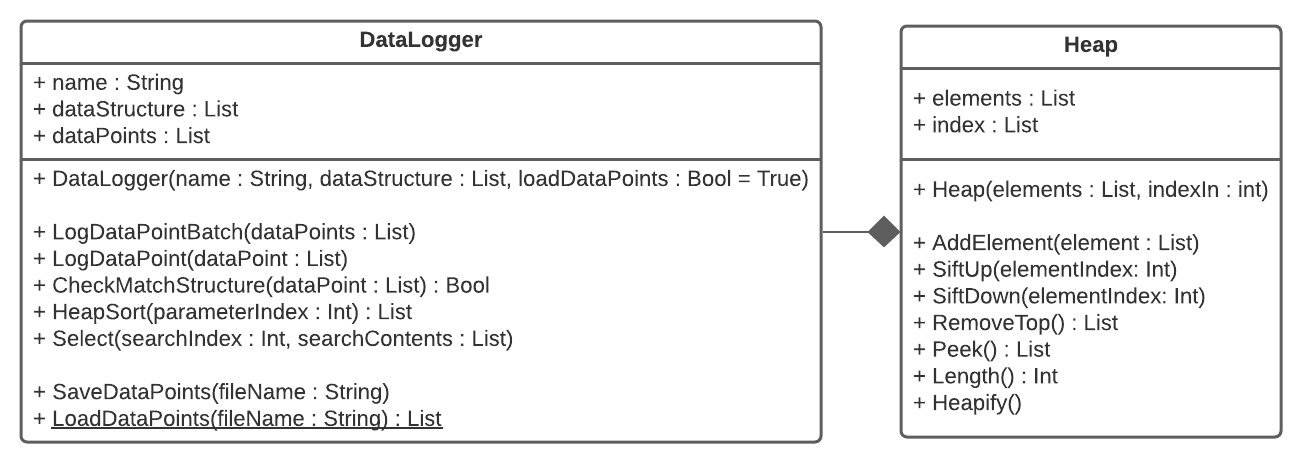 DataLogger
+ name : String
+ dataStructure : List
+ dataPoints : List
+ DataLogger(name : String, dataStructure : List, loadDataPoints : Bool = True)
+ LogDataPointBatch(dataPoints : List)
+ LogDataPoint(dataPoint : List)
+ CheckMatchStructure(dataPoint : List) : Bool
+ HeapSort(parameterIndex : Int) : List
+ Select(searchIndex : Int, searchContents : List)
+ SaveDataPoints(fileName : String)
+ LoadDataPoints(fileName : String) : List
Heap
+ elements : List
+ index : List
+ Heap(elements : List, indexIn : int)
+ AddElement(element : List)
+ SiftUp(elementIndex: Int)
+ SiftDown(elementIndex: Int)
+ RemoveTop() : List
+ Peek() : List
+ Length() : Int
+ Heapify()